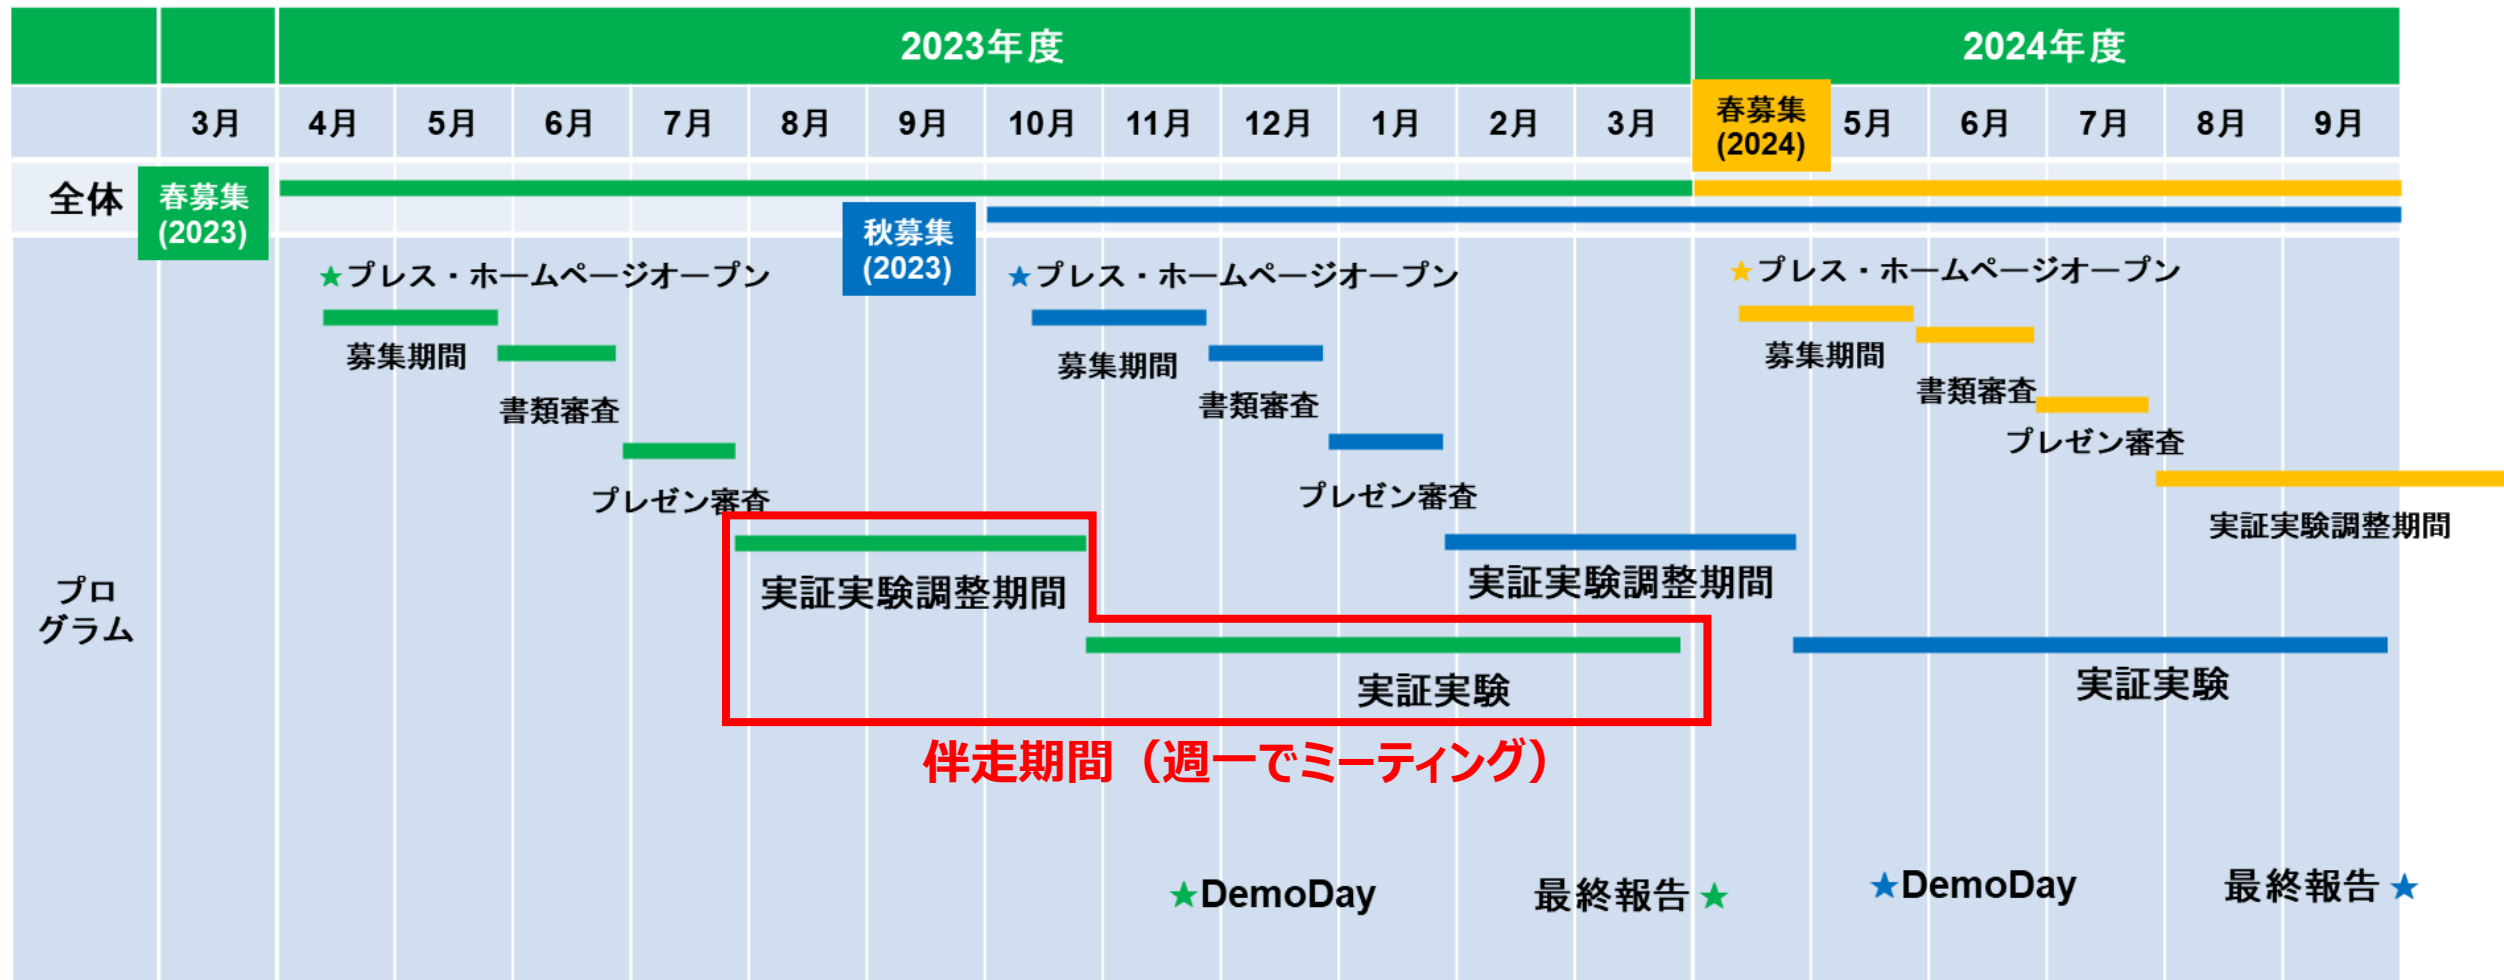 2023年度
2024年度
3月
4月
5月
6月
7月
8月
9月
10月
11月
12月
1月
2月
3月
春募集
(2024)
5月
6月
7月
8月
9月
全体
春募集
(2023)
秋募集
(2023)
★プレス・ホームページオープン
★プレス・ホームページオープン
★プレス・ホームページオープン
募集期間
募集期間
募集期間
書類審査
書類審査
書類審査
プレゼン審査
プレゼン審査
プレゼン審査
実証実験調整期間
実証実験調整期間
実証実験調整期間
プロ
グラム
実証実験
実証実験
伴走期間（週一でミーティング）
★DemoDay
最終報告★
★DemoDay
最終報告★